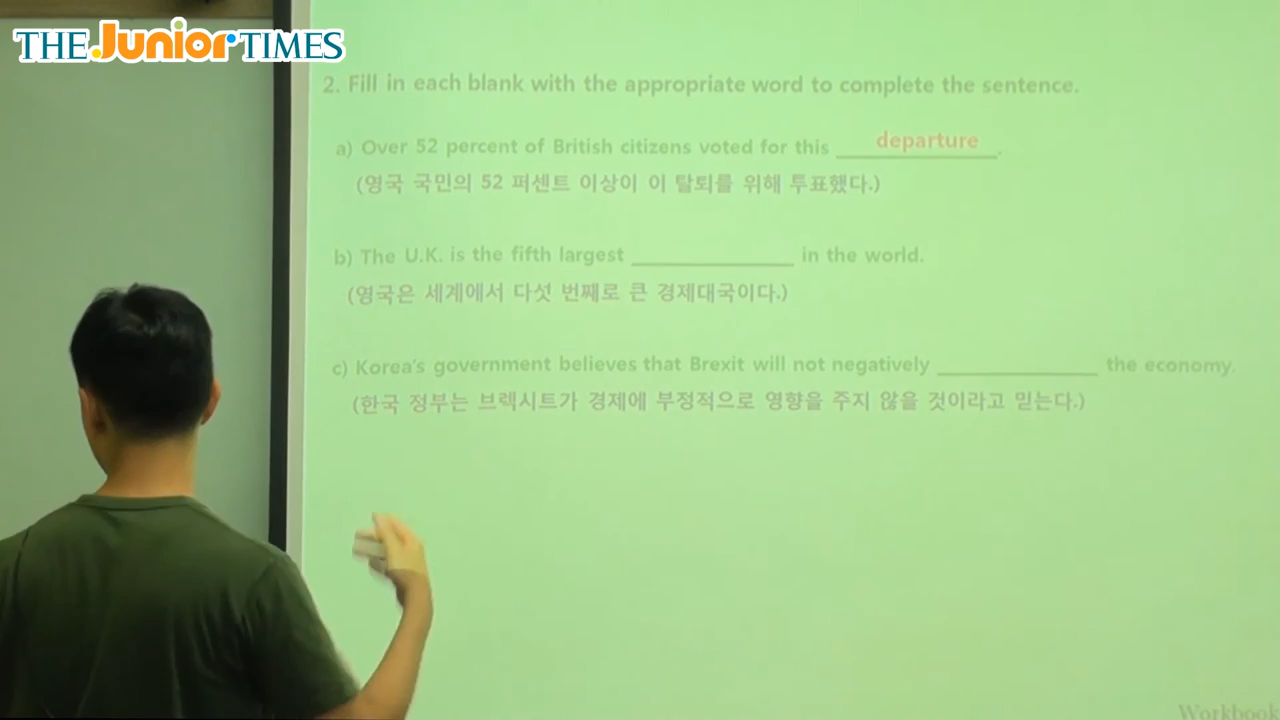 THE Junior TIMES
2. Fill in each blank with the appropriate word to complete the sentence.
a) Over 52 percent of British citizens voted for this departure.
(영국 국민의 52 퍼센트 이상이 이 탈퇴를 위해 투표했다.)
b) The U.K. is the fifth largest ______________ in the world.
(영국은 세계에서 다섯 번째로 큰 경제대국이다.)
c) Korea's government believes that Brexit will not negatively ______________ the economy.
(한국 정부는 브렉시트가 경제에 부정적으로 영향을 주지 않을 것이라고 믿는다.)
Workbook